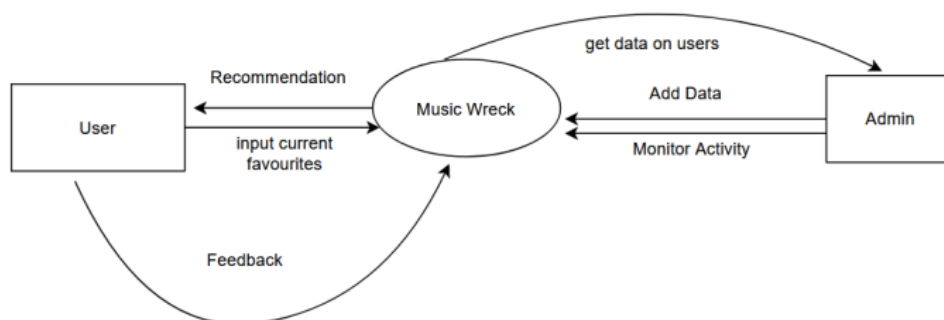 get data on users
Recommendation
Add Data
User
Music Wreck
Admin
input current
favourites
Monitor Activity
Feedback